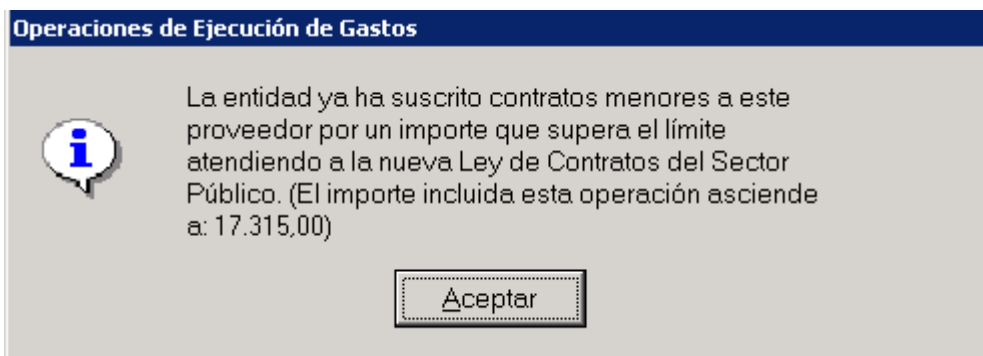 Operaciones de Ejecución de Gastos
La entidad ya ha suscrito contratos menores a este
proveedor por un importe que supera el límite
atendiendo a la nueva Ley de Contratos del Sector
Público. (El importe incluida esta operación asciende
a: 17.315,00)
Aceptar